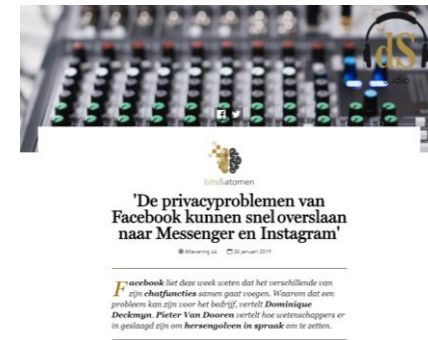 dS
audio
bits&atomen
'De privacyproblemen van
Facebook kunnen snel overslaan
naar Messenger en Instagram'
Aflevering 44 30 januari 2019
Facebook liet deze week weten dat het verschillende van
zijn chatfuncties samen gaat voegen. Waarom dat een
probleem kan zijn voor het bedrijf, vertelt Dominique
Deckmyn. Pieter Van Dooren vertelt hoe wetenschappers er
in geslaagd zijn om hersengolven in spraak om te zetten.